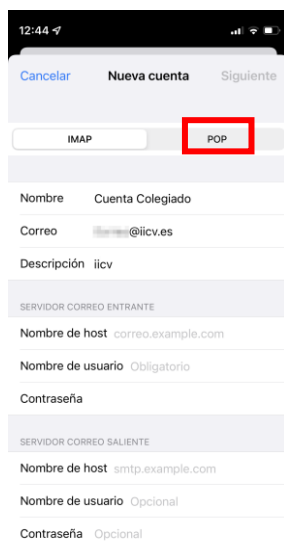 12:44
Cancelar Nueva cuenta Siguiente
IMAP POP
Nombre Cuenta Colegiado
Correo @iicv.es
Descripción iicv
SERVIDOR CORREO ENTRANTE
Nombre de host correo.example.com
Nombre de usuario Obligatorio
Contraseña
SERVIDOR CORREO SALIENTE
Nombre de host smtp.example.com
Nombre de usuario Opcional
Contraseña Opcional